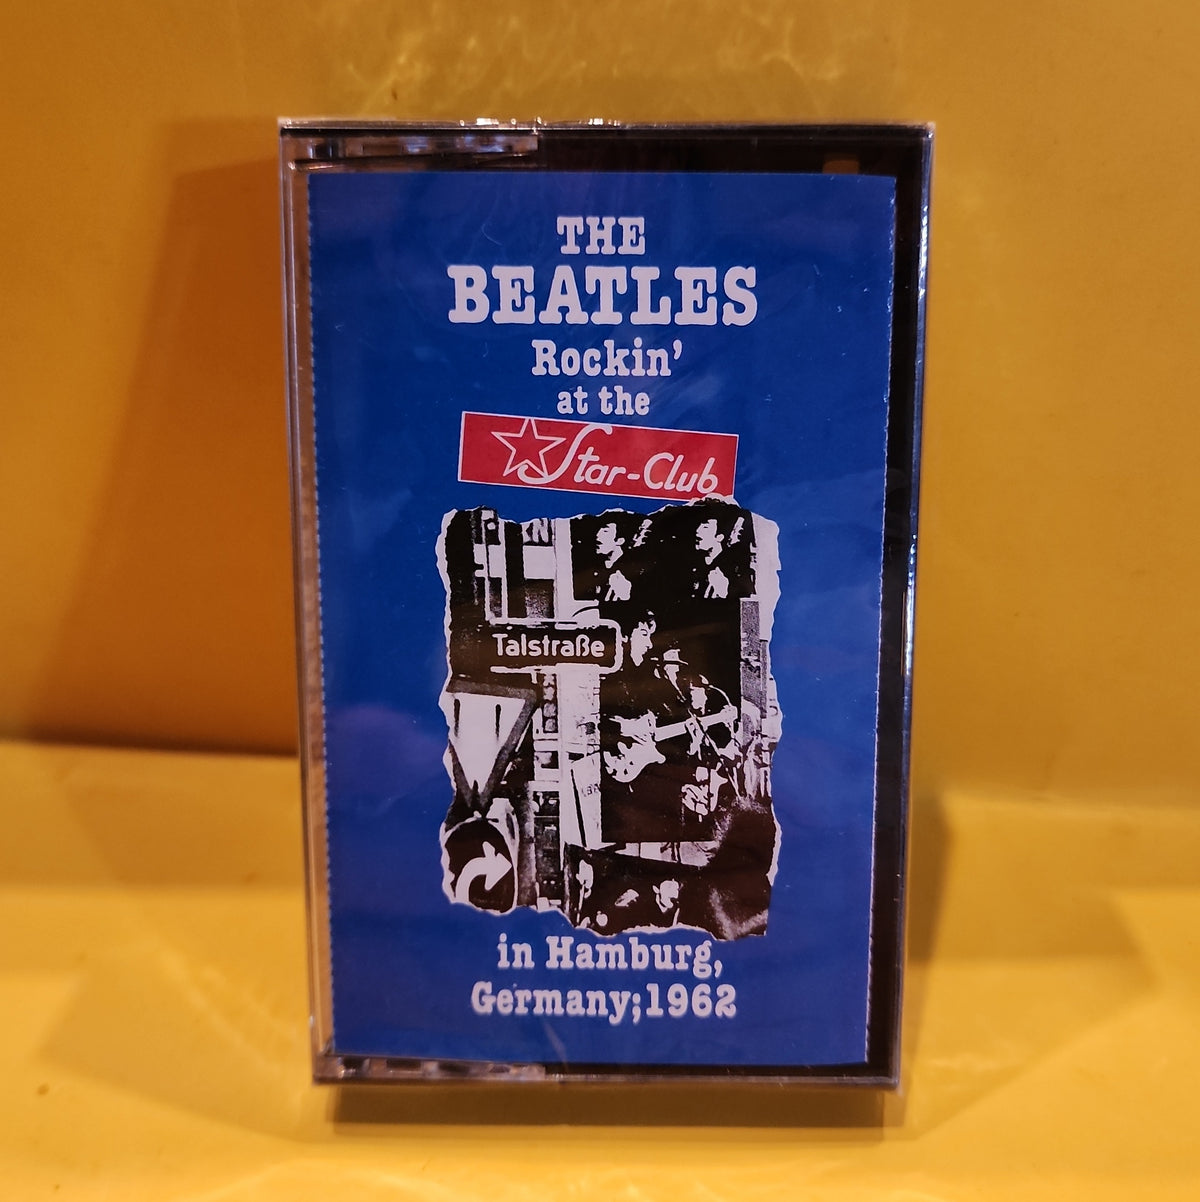 THE
BEATLES
Rockin'
at the
Star-Club
Talstraße
in Hamburg,
Germany;1962